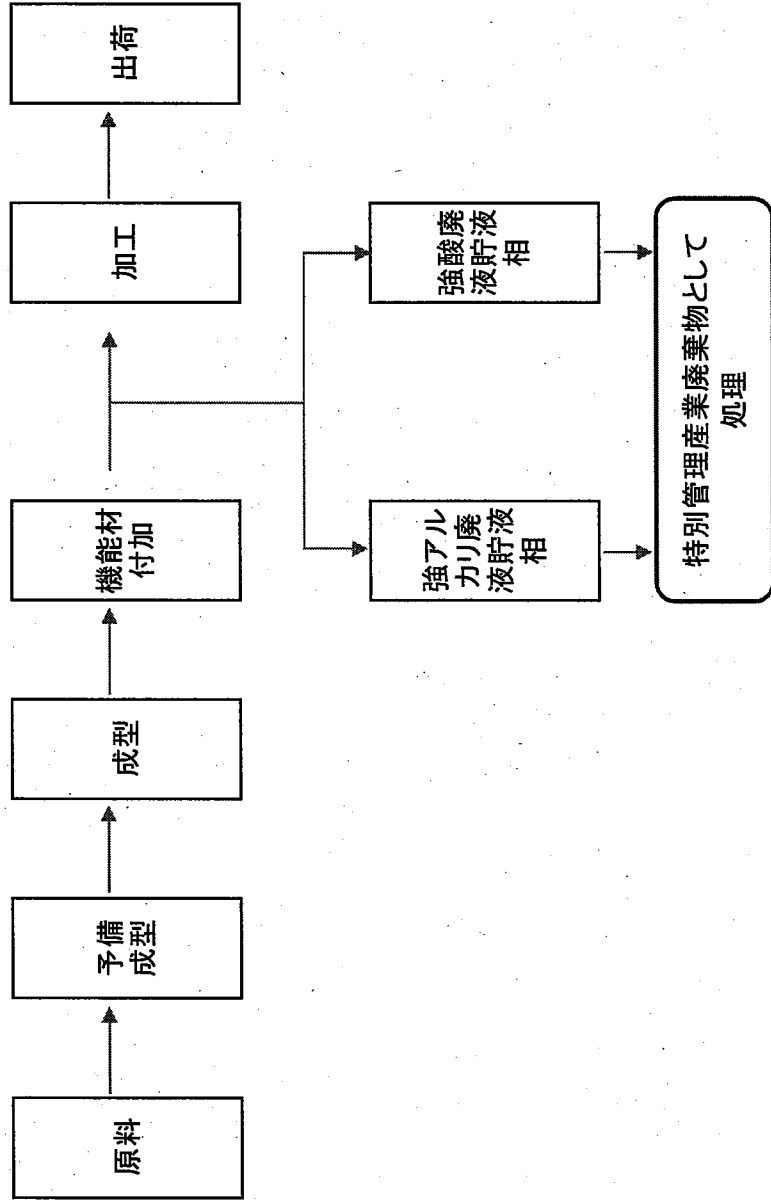 原料
予備
成型
成型
機能材
付加
加工
出荷
強アル
カリ廃
液貯液
相
強酸廃
液貯液
相
特別管理産業廃棄物として
処理